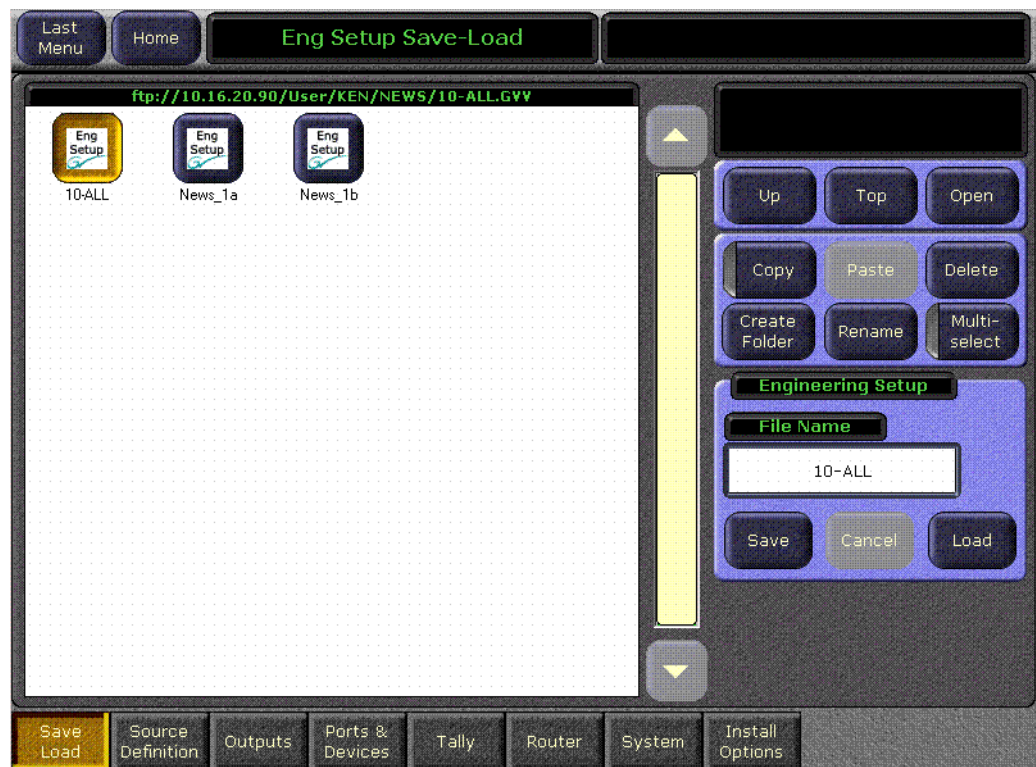 Last
Menu
Home
Eng Setup Save-Load
ftp://10.16.20.90/User/KEN/NEWS/10-ALL.GVV
Eng
Setup
10-ALL
Eng
Setup
News_1a
Eng
Setup
News_1b
Up
Top
Open
Copy
Paste
Delete
Create
Folder
Rename
Multi-
select
Engineering Setup
File Name
10-ALL
Save
Cancel
Load
Save
Load
Source
Definition
Outputs
Ports &
Devices
Tally
Router
System
Install
Options